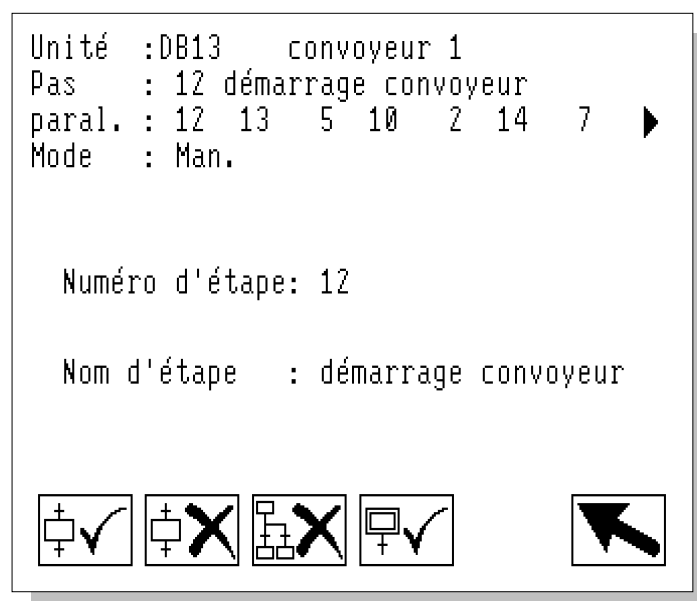 Unité :DB13 convoyeur 1
Pas : 12 démarrage convoyeur
paral. : 12 13 5 10 2 14 7
Mode : Man.
Numéro d'étape: 12
Nom d'étape : démarrage convoyeur